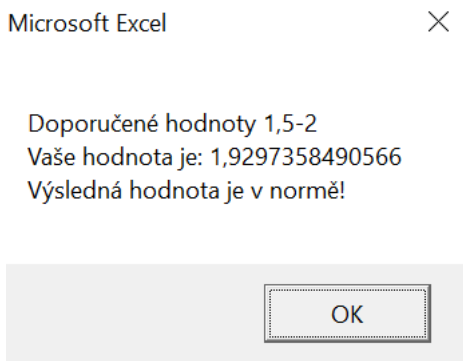 Microsoft Excel
Doporučené hodnoty 1,5-2
Vaše hodnota je: 1,9297358490566
Výsledná hodnota je v normě!
OK